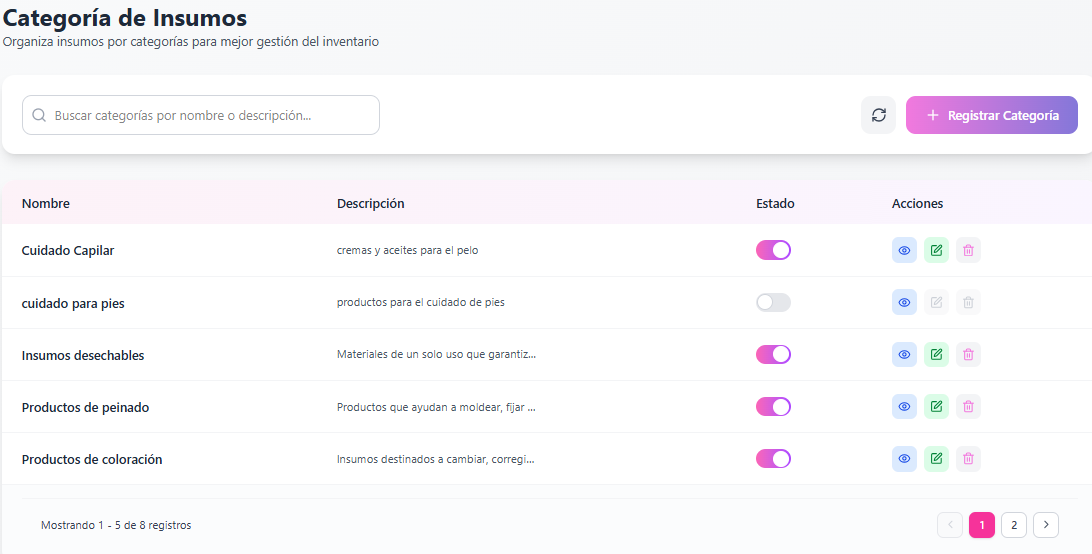 Categoría de Insumos
Organiza insumos por categorías para mejor gestión del inventario
Buscar categorías por nombre o descripción...
Registrar Categoría
Nombre Descripción Estado Acciones
Cuidado Capilar cremas y aceites para el pelo
cuidado para pies productos para el cuidado de pies
Insumos desechables Materiales de un solo uso que garantiz...
Productos de peinado Productos que ayudan a moldear, fijar ...
Productos de coloración Insumos destinados a cambiar, corregi...
Mostrando 1 - 5 de 8 registros 1 2